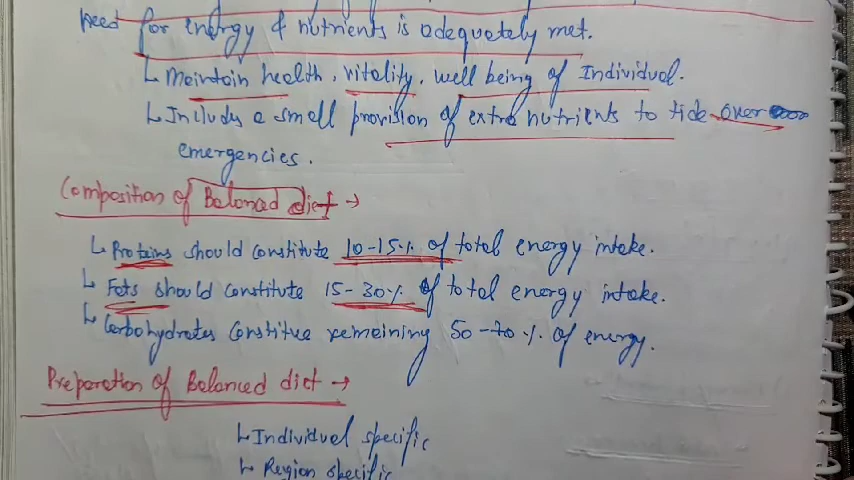 need for energy & nutrients is adequately met.
↳ Maintain health, vitality, well being of Individual.
↳ Includes a small provision of extra nutrients to tide over
emergencies.
Composition of Balanced diet →
↳ Proteins should constitute 10-15% of total energy intake.
↳ Fats should constitute 15-30% of total energy intake.
↳ Carbohydrates constitue remaining 50-70% of energy.
Preparation of Balanced diet →
↳ Individual specific
↳ Region specific